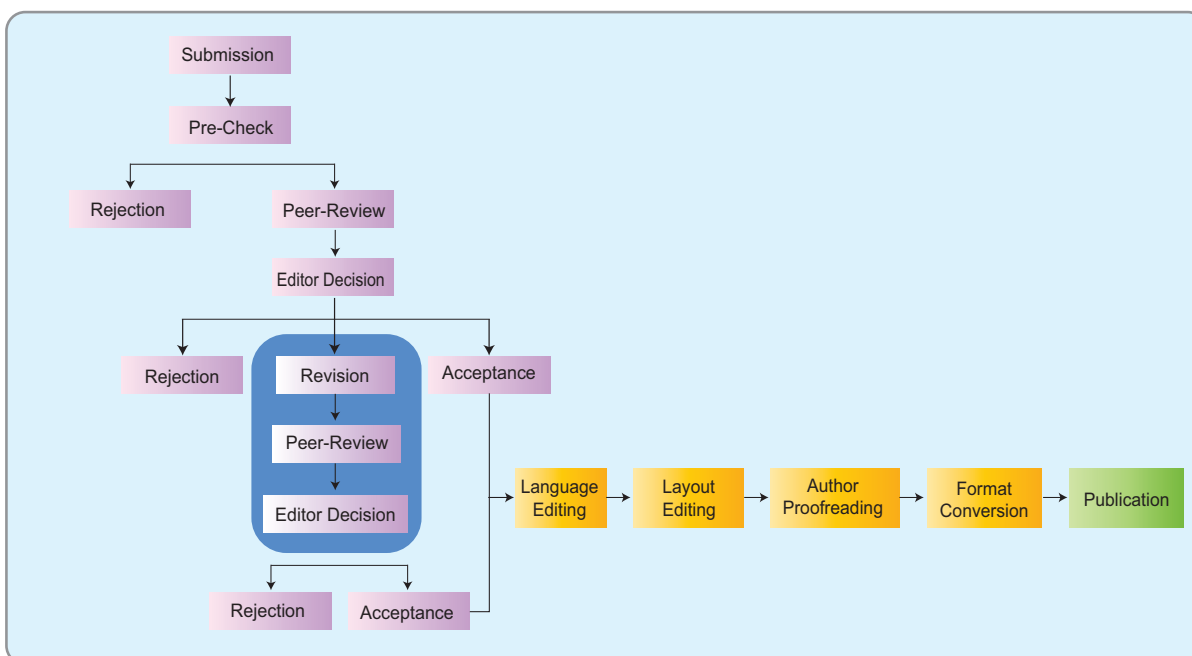 Submission
Pre-Check
Rejection
Peer-Review
Editor Decision
Rejection
Revision
Acceptance
Peer-Review
Editor Decision
Language
Editing
Layout
Editing
Author
Proofreading
Format
Conversion
Publication
Rejection
Acceptance